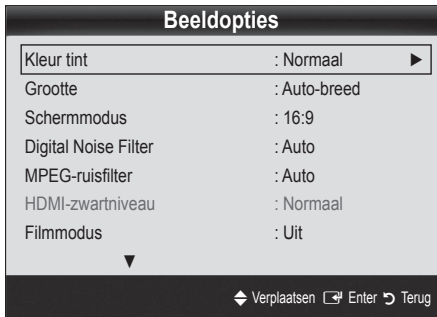 Beeldopties
Kleur tint : Normaal ►
Grootte : Auto-breed
Schermmodus : 16:9
Digital Noise Filter : Auto
MPEG-ruisfilter : Auto
HDMI-zwartniveau : Normaal
Filmmodus : Uit
▼
Verplaatsen Enter Terug